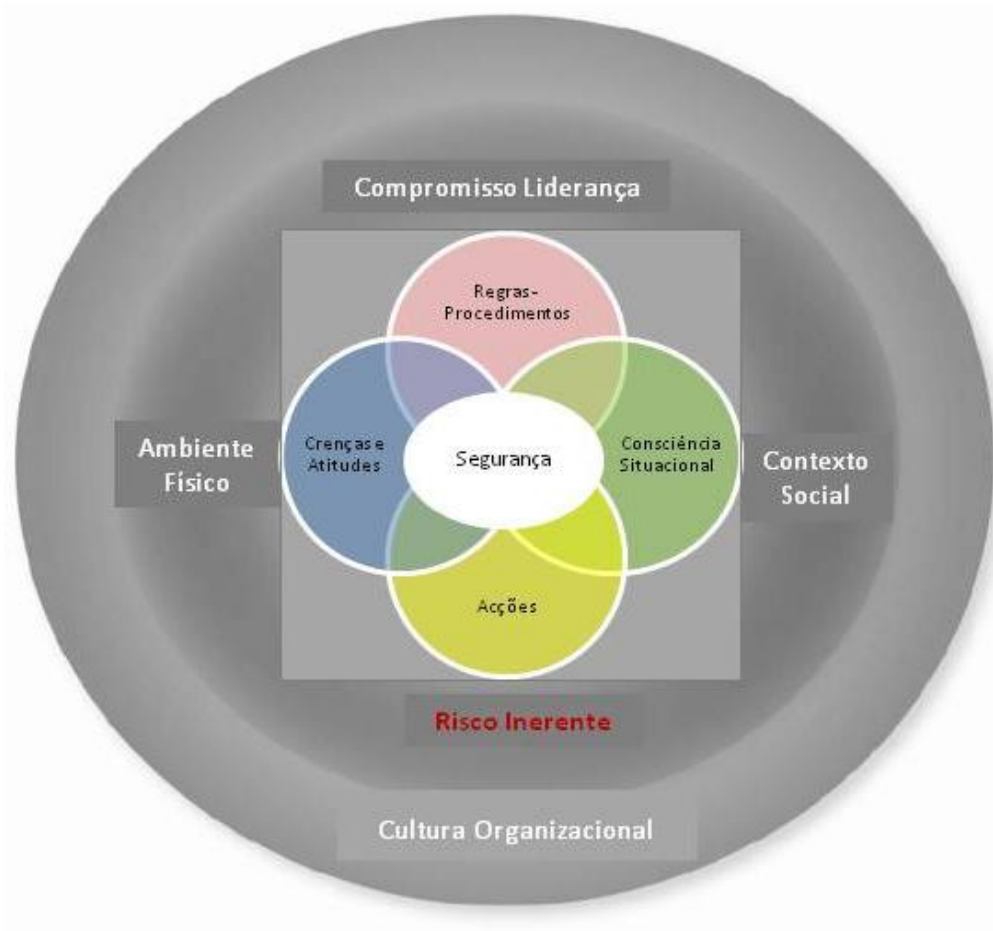 Compromisso Liderança
Regras-
Procedimentos
Ambiente
Físico
Crenças e
Atitudes
Segurança
Consciência
Situacional
Contexto
Social
Acções
Risco Inerente
Cultura Organizacional